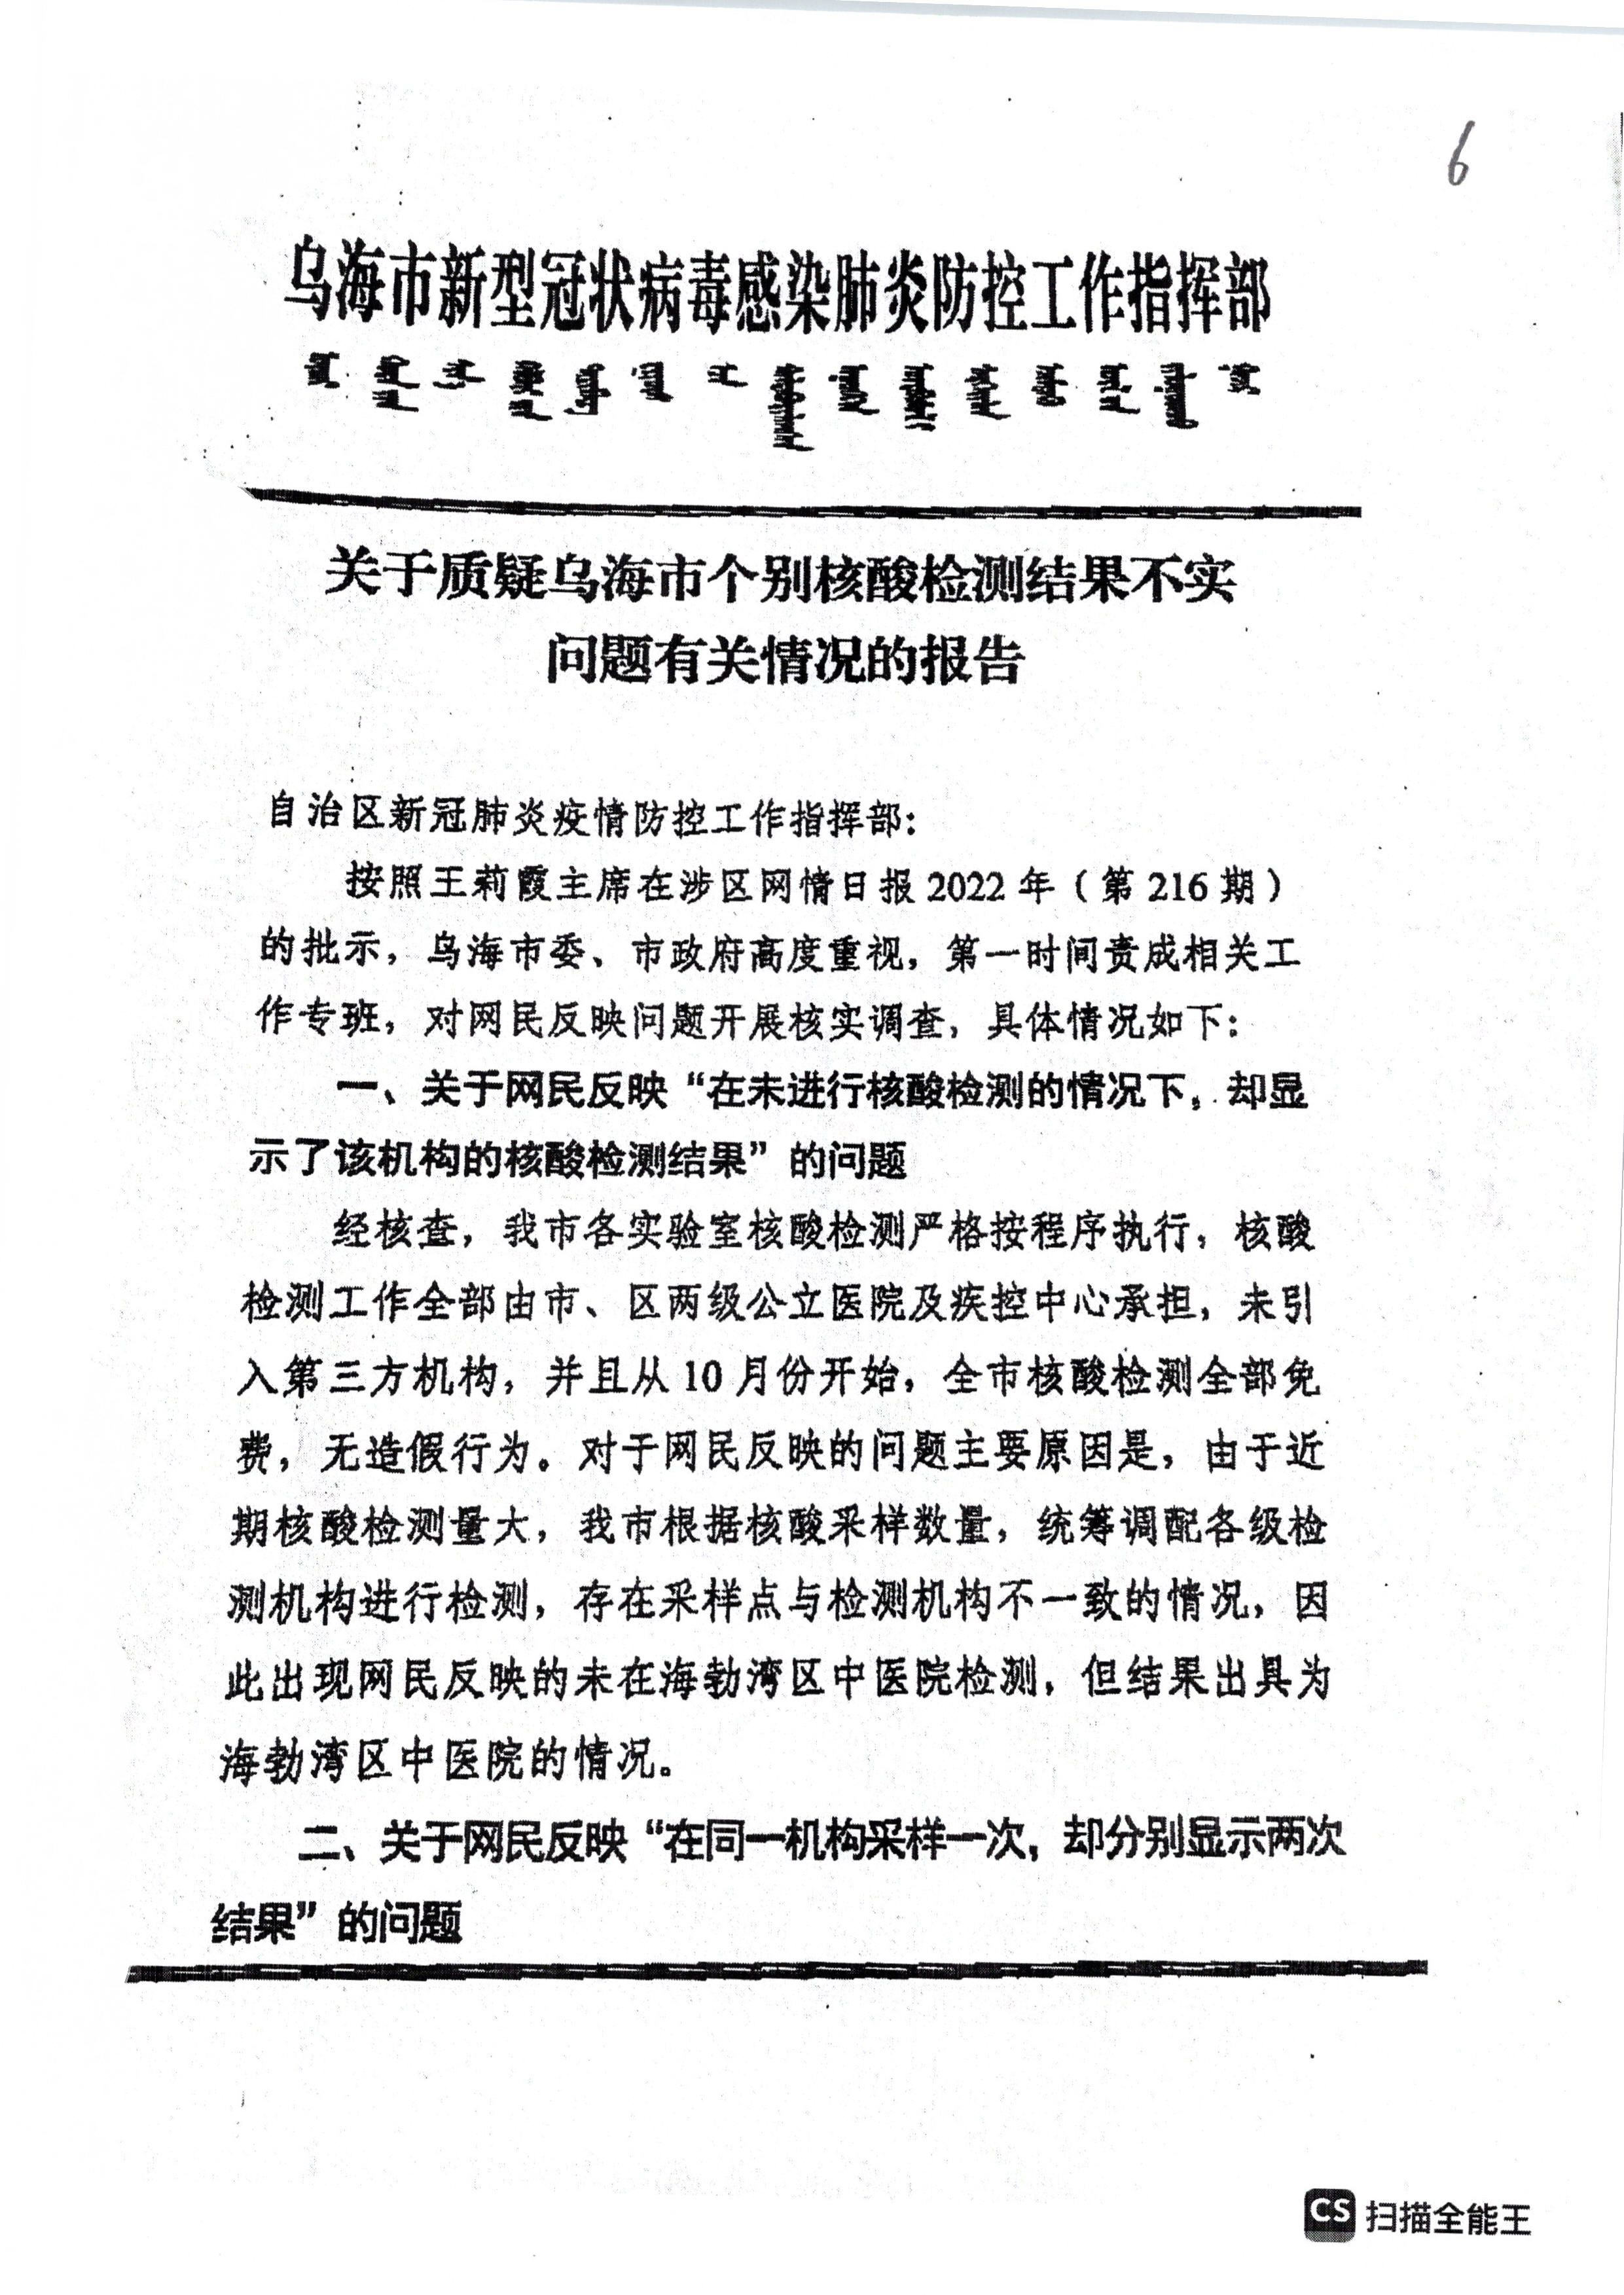 6
乌海市新型冠状病毒感染肺炎防控工作指挥部
关于质疑乌海市个别核酸检测结果不实
问题有关情况的报告
自治区新冠肺炎疫情防控工作指挥部：
按照王莉霞主席在涉区网情日报2022年（第216期）
的批示，乌海市委、市政府高度重视，第一时间责成相关工
作专班，对网民反映问题开展核实调查，具体情况如下：
一、关于网民反映“在未进行核酸检测的情况下，却显
示了该机构的核酸检测结果”的问题
经核查，我市各实验室核酸检测严格按程序执行，核酸
检测工作全部由市、区两级公立医院及疾控中心承担，未引
入第三方机构，并且从10月份开始，全市核酸检测全部免
费，无造假行为。对于网民反映的问题主要原因是，由于近
期核酸检测量大，我市根据核酸采样数量，统筹调配各级检
测机构进行检测，存在采样点与检测机构不一致的情况，因
此出现网民反映的未在海勃湾区中医院检测，但结果出具为
海勃湾区中医院的情况。
二、关于网民反映“在同一机构采样一次，却分别显示两次
结果”的问题
CS 扫描全能王